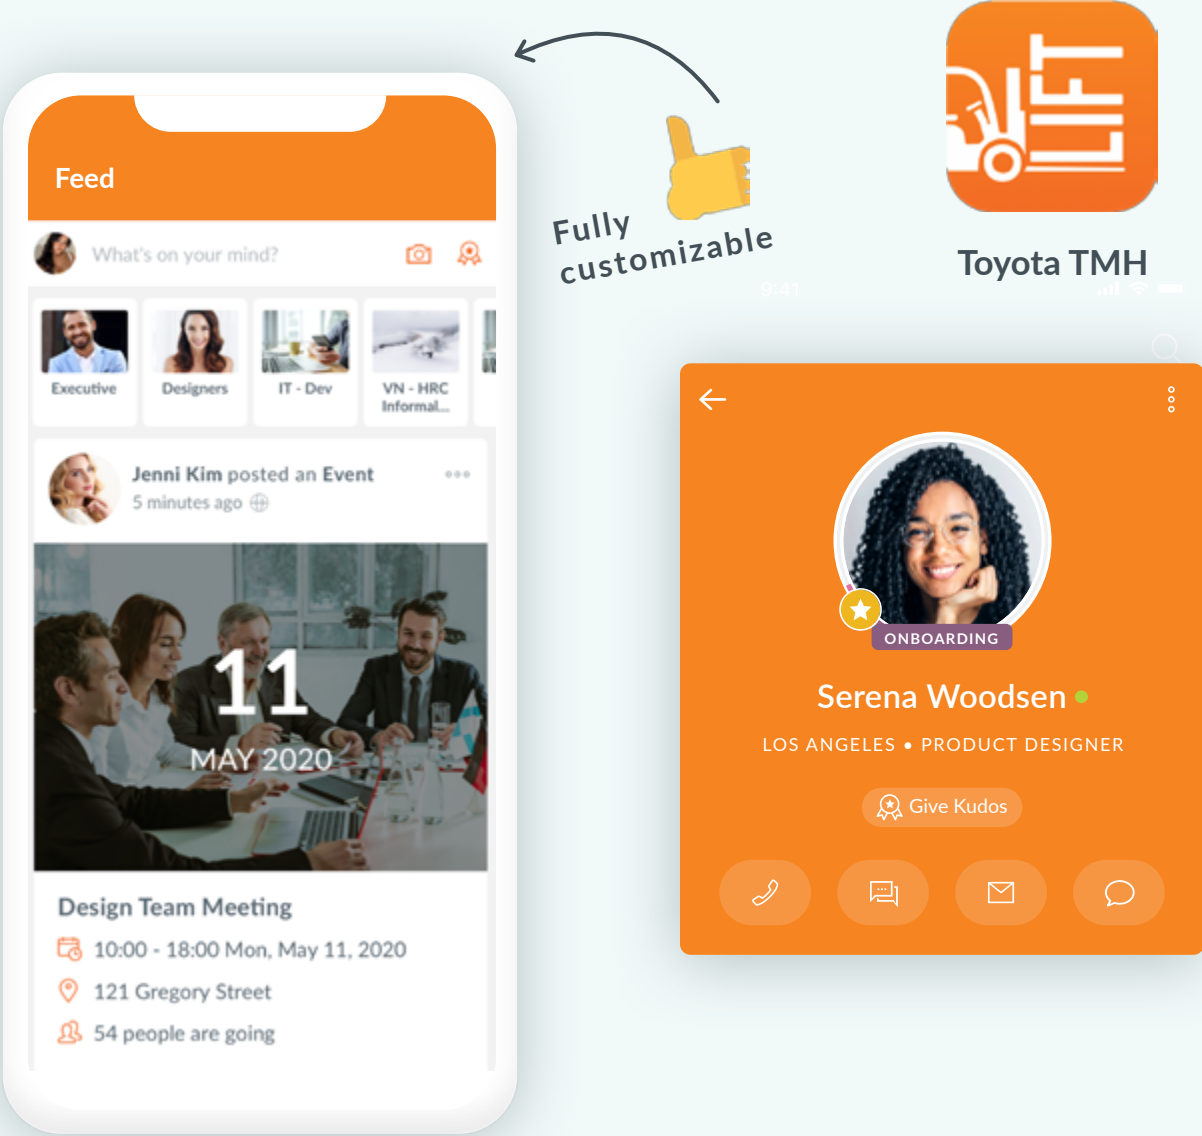 Feed
What's on your mind?
Executive
Designers
IT - Dev
VN - HRC
Informal...
Jenni Kim posted an Event
5 minutes ago
11
MAY 2020
Design Team Meeting
10:00 - 18:00 Mon, May 11, 2020
121 Gregory Street
54 people are going
Fully
customizable
LIFT
Toyota TMH
9:41
ONBOARDING
Serena Woodsen
LOS ANGELES • PRODUCT DESIGNER
Give Kudos